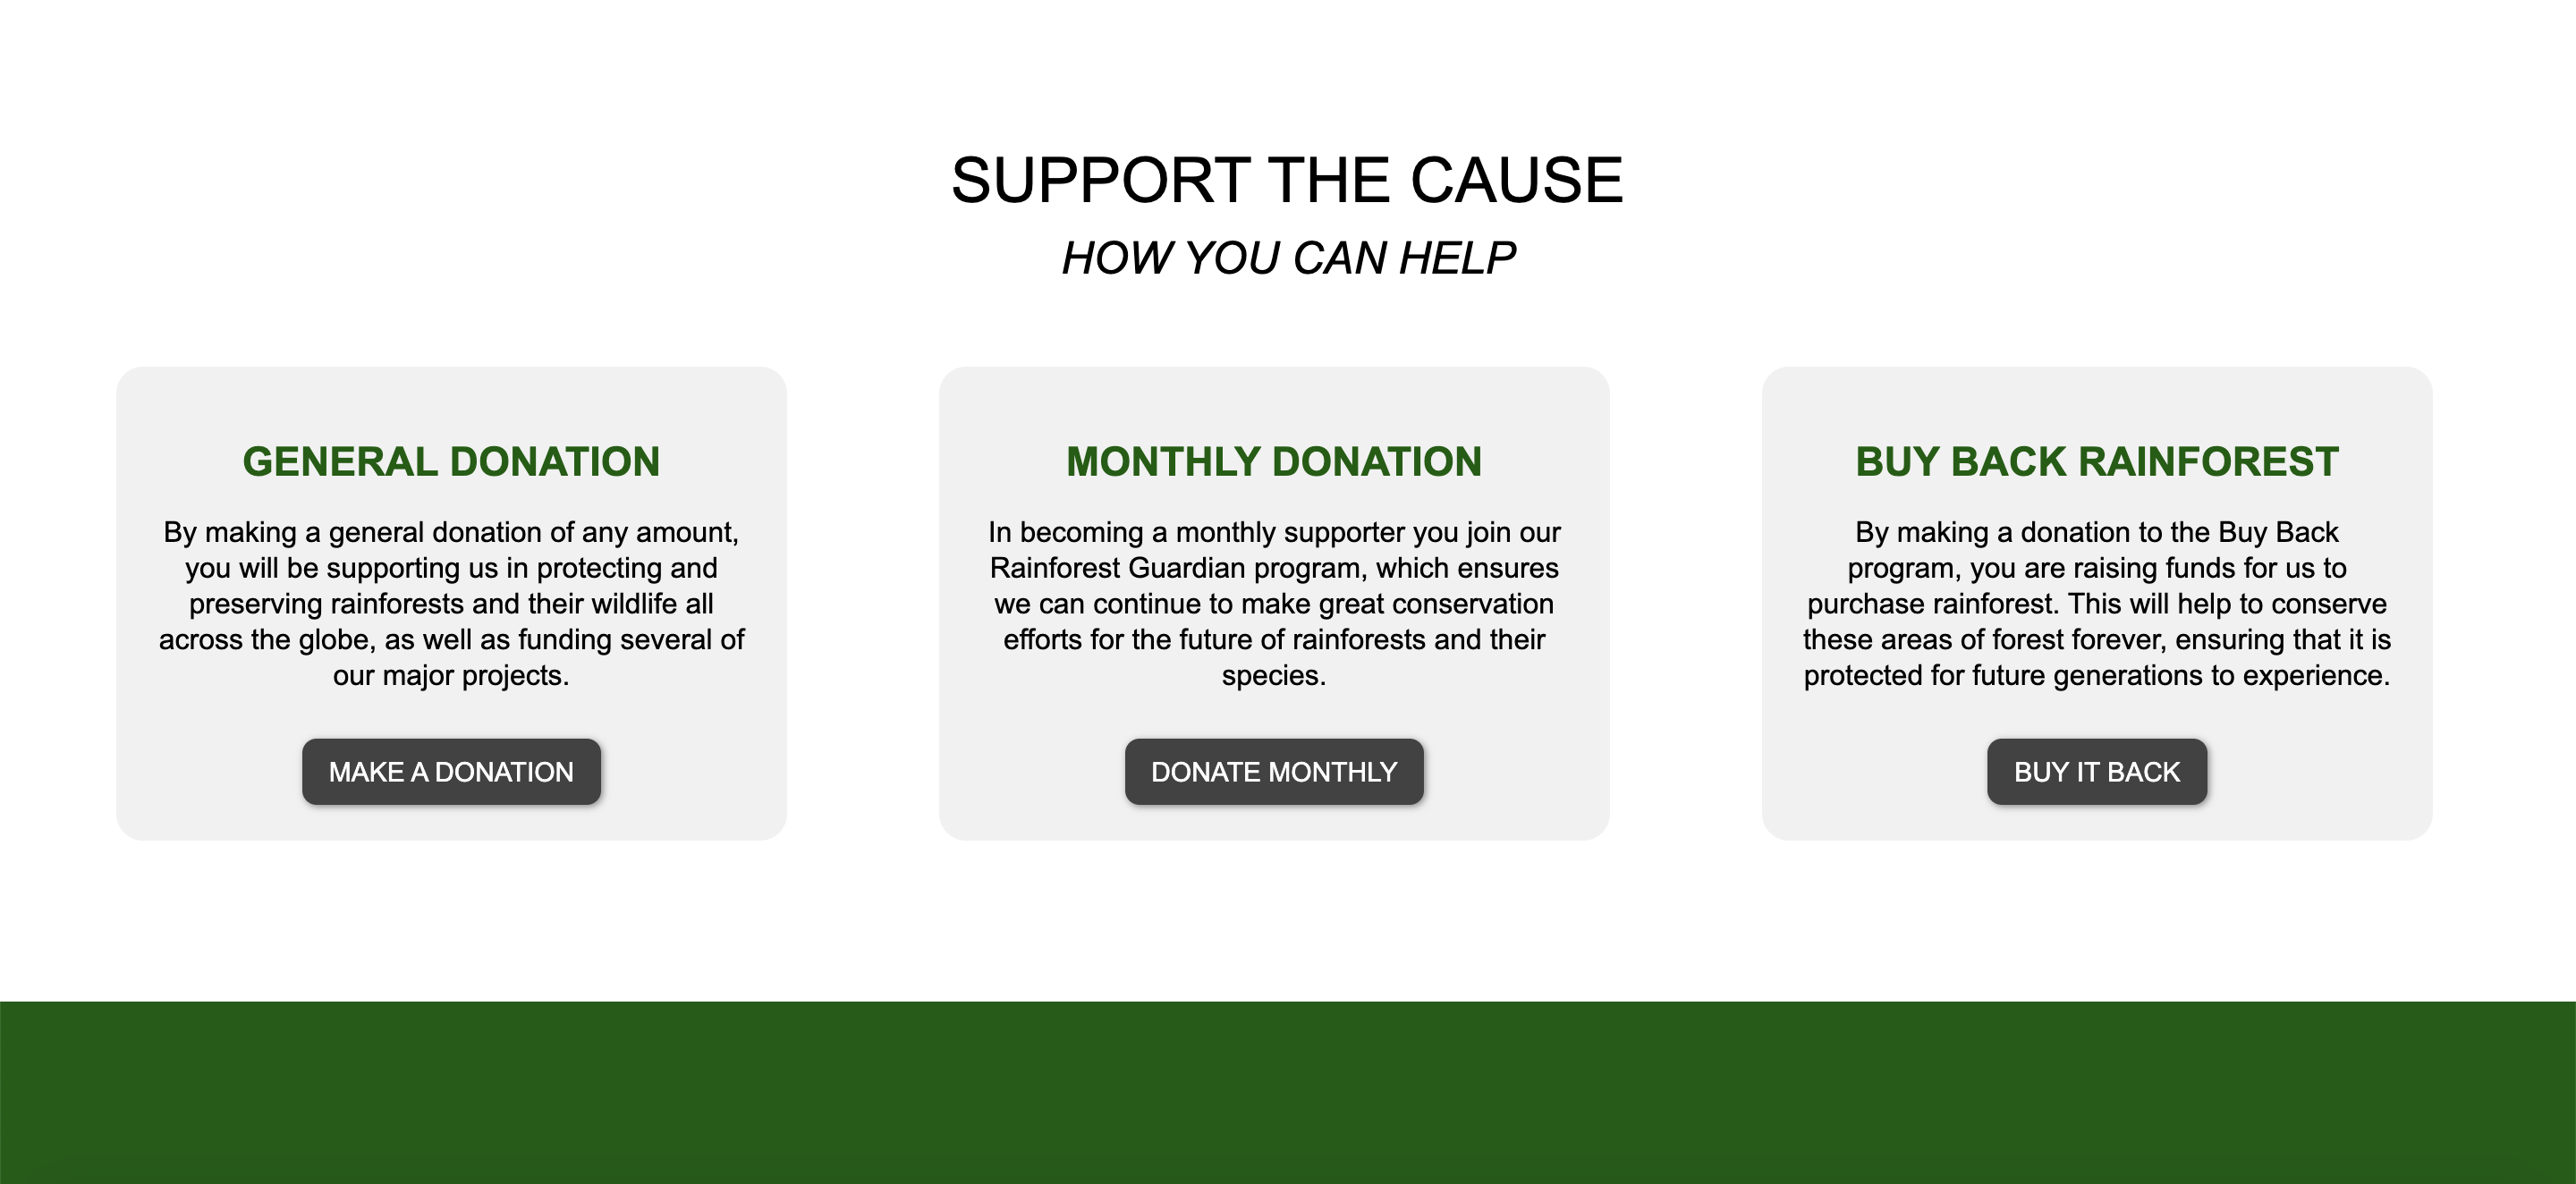 SUPPORT THE CAUSE
HOW YOU CAN HELP
GENERAL DONATION
By making a general donation of any amount,
you will be supporting us in protecting and
preserving rainforests and their wildlife all
across the globe, as well as funding several of
our major projects.
MAKE A DONATION
MONTHLY DONATION
In becoming a monthly supporter you join our
Rainforest Guardian program, which ensures
we can continue to make great conservation
efforts for the future of rainforests and their
species.
DONATE MONTHLY
BUY BACK RAINFOREST
By making a donation to the Buy Back
program, you are raising funds for us to
purchase rainforest. This will help to conserve
these areas of forest forever, ensuring that it is
protected for future generations to experience.
BUY IT BACK